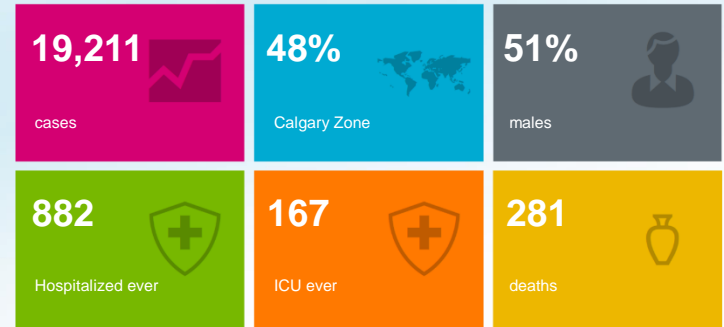 19,211
cases
48%
Calgary Zone
51%
males
882
Hospitalized ever
167
ICU ever
281
deaths